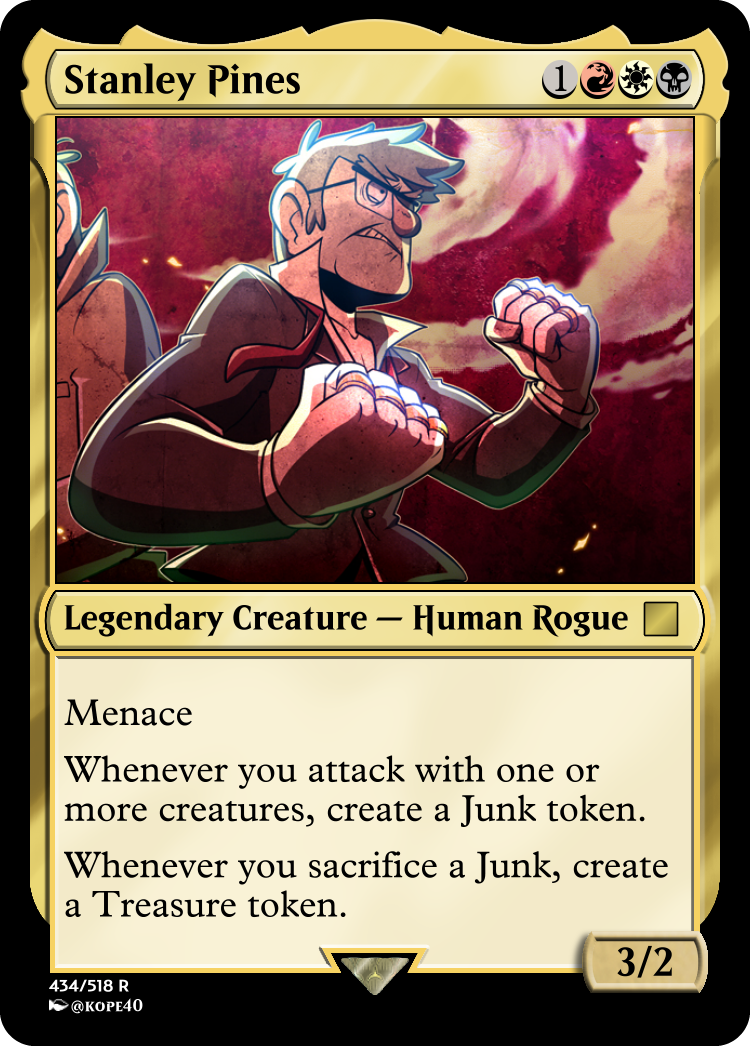 Stanley Pines 1
Legendary Creature — Human Rogue
Menace
Whenever you attack with one or
more creatures, create a Junk token.
Whenever you sacrifice a Junk, create
a Treasure token.
3/2
434/518 R
@KOPE40